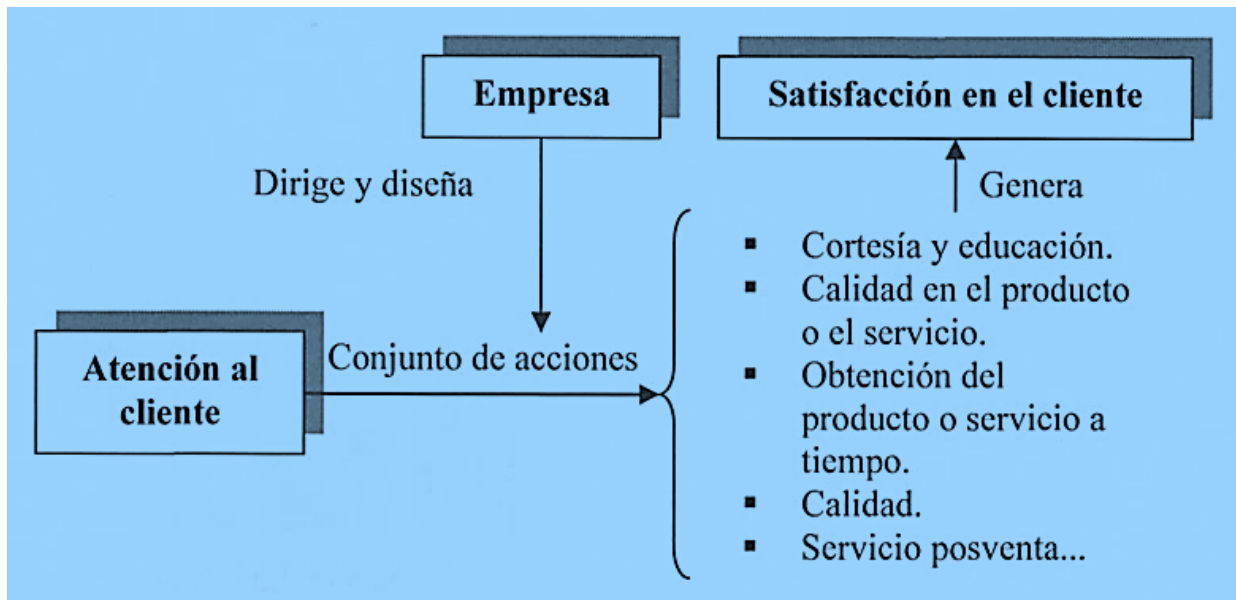 Empresa
Satisfacción en el cliente
Dirige y diseña
Genera
Atención al
cliente
Conjunto de acciones
▪ Cortesía y educación.
▪ Calidad en el producto
o el servicio.
▪ Obtención del
producto o servicio a
tiempo.
▪ Calidad.
▪ Servicio posventa...